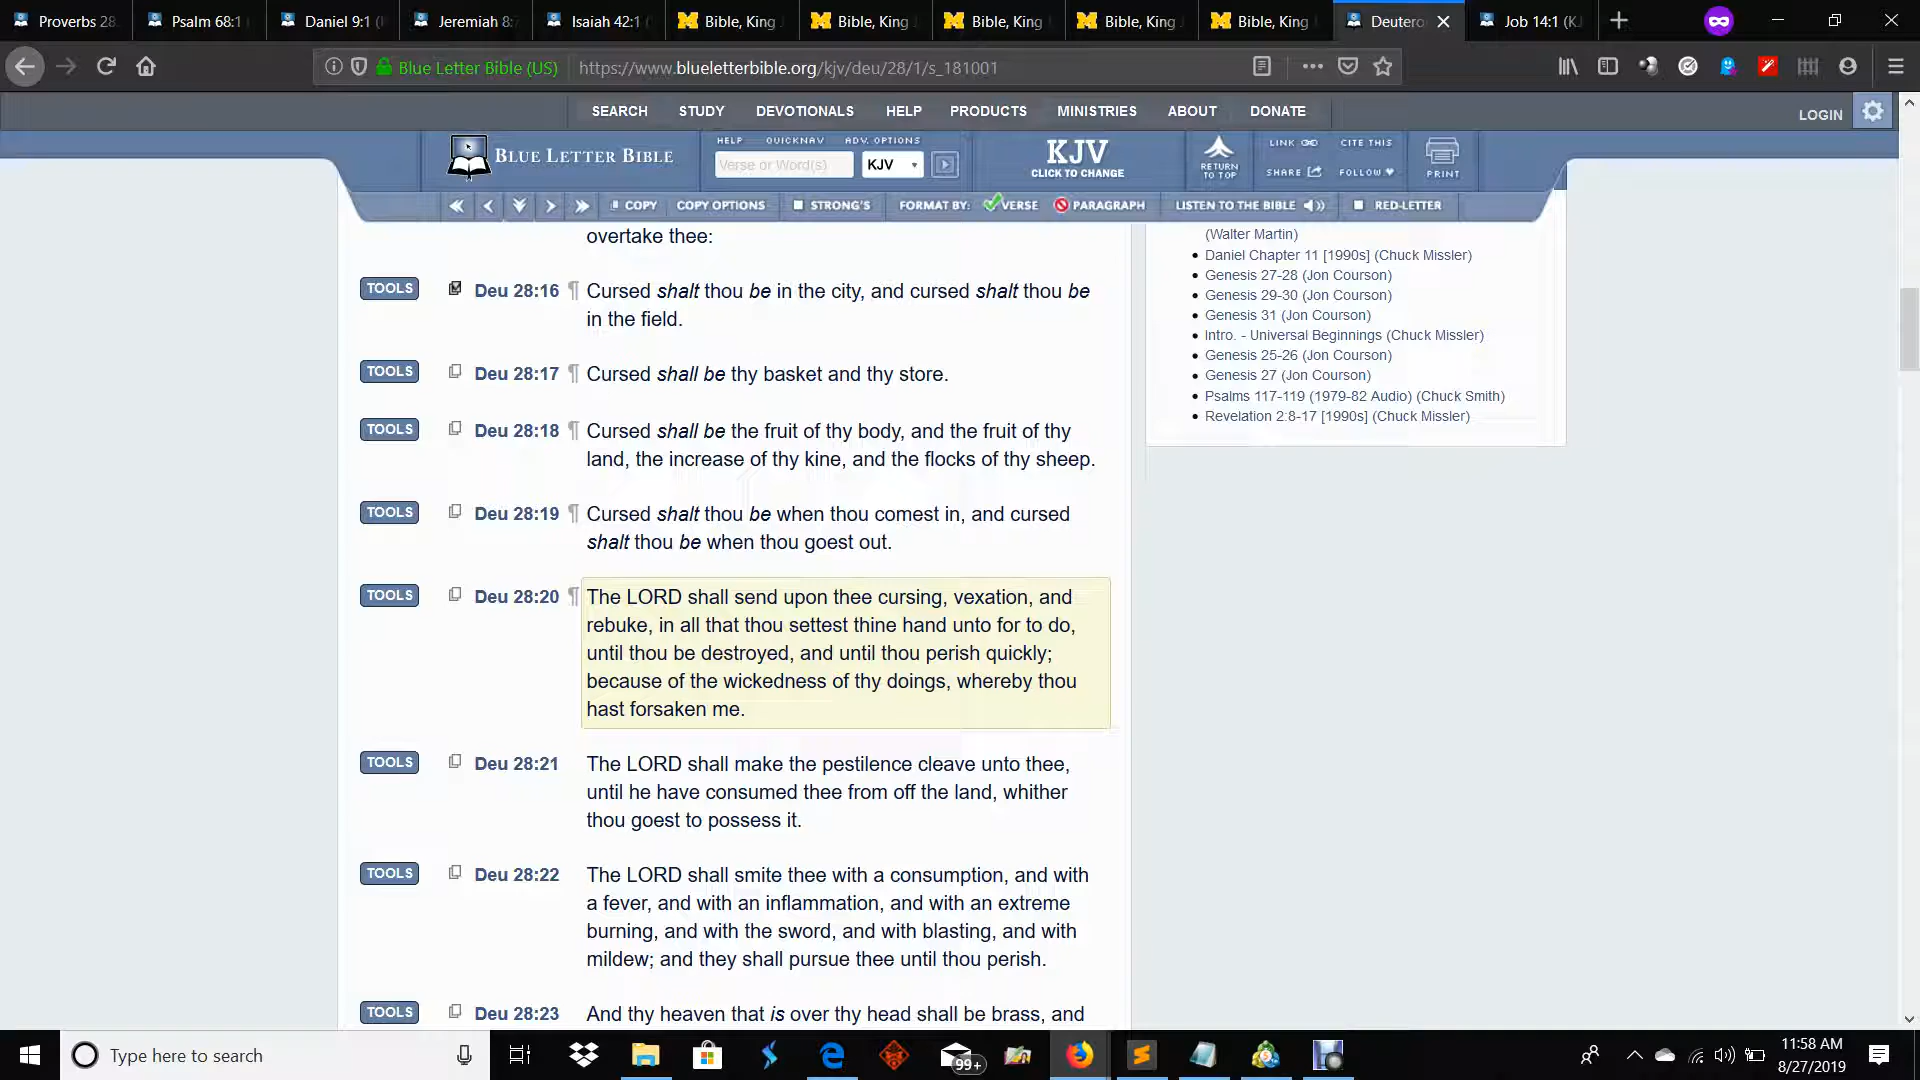 Proverbs 28
Psalm 68:1
Daniel 9:1 (
Jeremiah 8:
Isaiah 42:1
Bible, King
Bible, King
Bible, King
Bible, King
Bible, King
Deutero
Job 14:1 (KJ
Blue Letter Bible (US)
https://www.blueletterbible.org/kjv/deu/28/1/s_181001
SEARCH STUDY DEVOTIONALS HELP PRODUCTS MINISTRIES ABOUT DONATE
LOGIN
BLUE LETTER BIBLE
HELP QUICKNAV ADV. OPTIONS
Verse or Word(s) KJV
KJV
CLICK TO CHANGE
RETURN
TO TOP
LINK CITE THIS
SHARE FOLLOW
PRINT
COPY COPY OPTIONS STRONG'S FORMAT BY: VERSE PARAGRAPH LISTEN TO THE BIBLE RED-LETTER
overtake thee:
TOOLS Deu 28:16 ¶ Cursed shalt thou be in the city, and cursed shalt thou be
in the field.
TOOLS Deu 28:17 ¶ Cursed shall be thy basket and thy store.
TOOLS Deu 28:18 ¶ Cursed shall be the fruit of thy body, and the fruit of thy
land, the increase of thy kine, and the flocks of thy sheep.
TOOLS Deu 28:19 ¶ Cursed shalt thou be when thou comest in, and cursed
shalt thou be when thou goest out.
TOOLS Deu 28:20 ¶ The LORD shall send upon thee cursing, vexation, and
rebuke, in all that thou settest thine hand unto for to do,
until thou be destroyed, and until thou perish quickly;
because of the wickedness of thy doings, whereby thou
hast forsaken me.
TOOLS Deu 28:21 The LORD shall make the pestilence cleave unto thee,
until he have consumed thee from off the land, whither
thou goest to possess it.
TOOLS Deu 28:22 The LORD shall smite thee with a consumption, and with
a fever, and with an inflammation, and with an extreme
burning, and with the sword, and with blasting, and with
mildew; and they shall pursue thee until thou perish.
TOOLS Deu 28:23 And thy heaven that is over thy head shall be brass, and
(Walter Martin)
Daniel Chapter 11 [1990s] (Chuck Missler)
Genesis 27-28 (Jon Courson)
Genesis 29-30 (Jon Courson)
Genesis 31 (Jon Courson)
Intro. - Universal Beginnings (Chuck Missler)
Genesis 25-26 (Jon Courson)
Genesis 27 (Jon Courson)
Psalms 117-119 (1979-82 Audio) (Chuck Smith)
Revelation 2:8-17 [1990s] (Chuck Missler)
Type here to search
99+
11:58 AM
8/27/2019